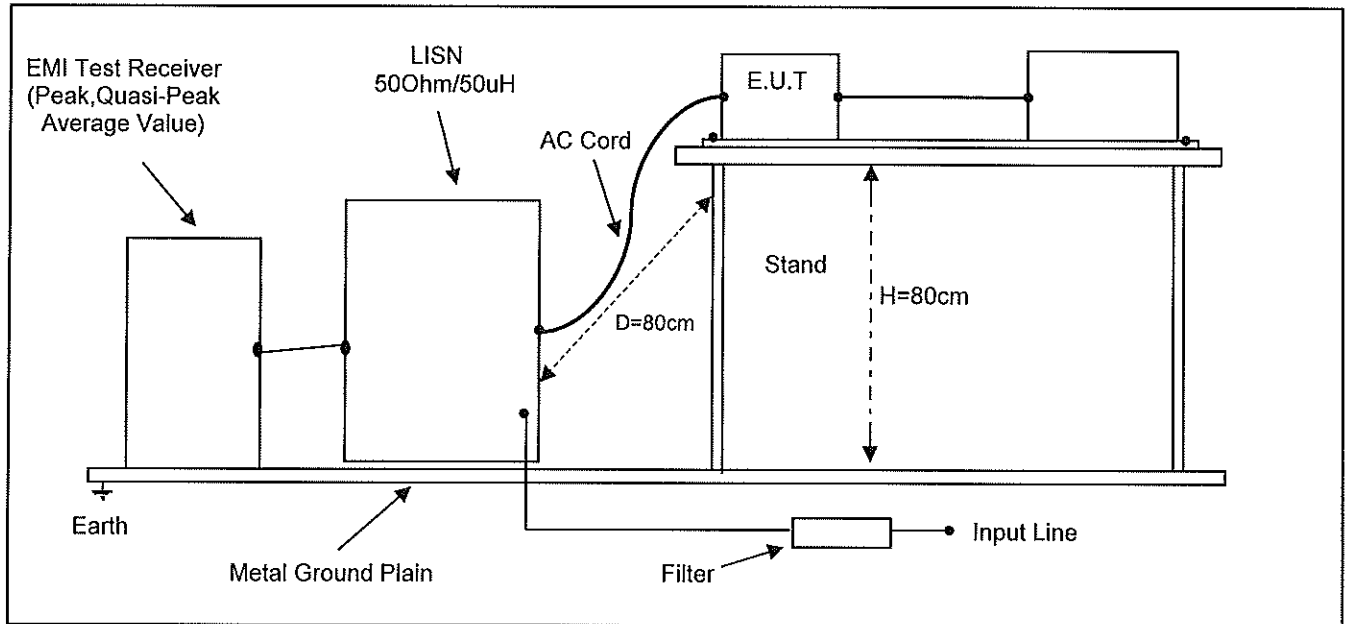 EMI Test Receiver
(Peak,Quasi-Peak
Average Value)
LISN
50Ohm/50uH
AC Cord
E.U.T
Stand
H=80cm
D=80cm
Earth
Metal Ground Plain
Filter
Input Line